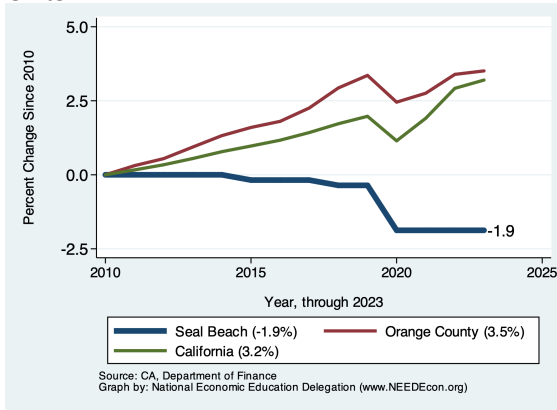 5.0
2.5
0.0
-2.5
Percent Change Since 2010
-1.9
2010 2015 2020 2025
Year, through 2023
Seal Beach (-1.9%) Orange County (3.5%)
California (3.2%)
Source: CA, Department of Finance
Graph by: National Economic Education Delegation (www.NEEDEcon.org)